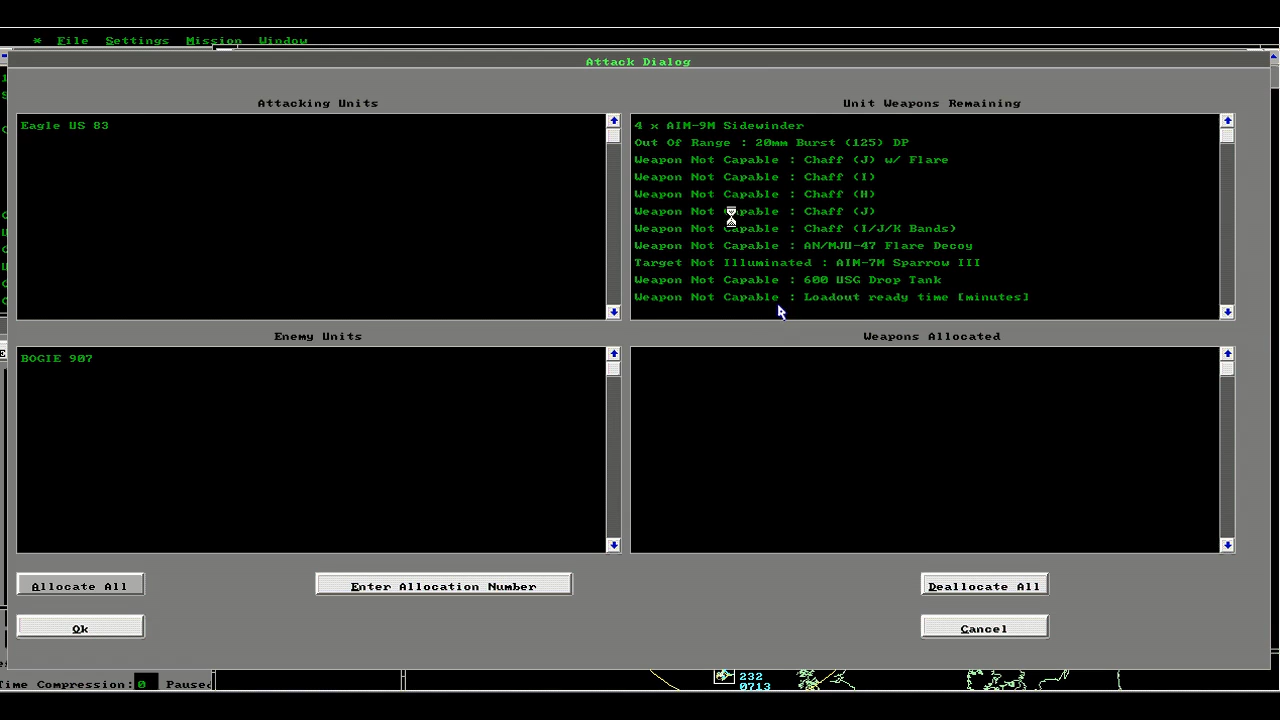 * File Settings Mission Window
Attack Dialog
Attacking Units
Unit Weapons Remaining
Eagle US 83
4 x AIM-9M Sidewinder
Out Of Range : 20mm Burst (125) DP
Weapon Not Capable : Chaff (J) w/ Flare
Weapon Not Capable : Chaff (I)
Weapon Not Capable : Chaff (H)
Weapon Not Capable : Chaff (J)
Weapon Not Capable : Chaff (I/J/K Bands)
Weapon Not Capable : AN/MJU-47 Flare Decoy
Target Not Illuminated : AIM-7M Sparrow III
Weapon Not Capable : 600 USG Drop Tank
Weapon Not Capable : Loadout ready time [minutes]
Enemy Units
Weapons Allocated
BOGIE 907
Allocate All
Enter Allocation Number
Deallocate All
Ok
Cancel
Time Compression: 0 Paused
232
0713